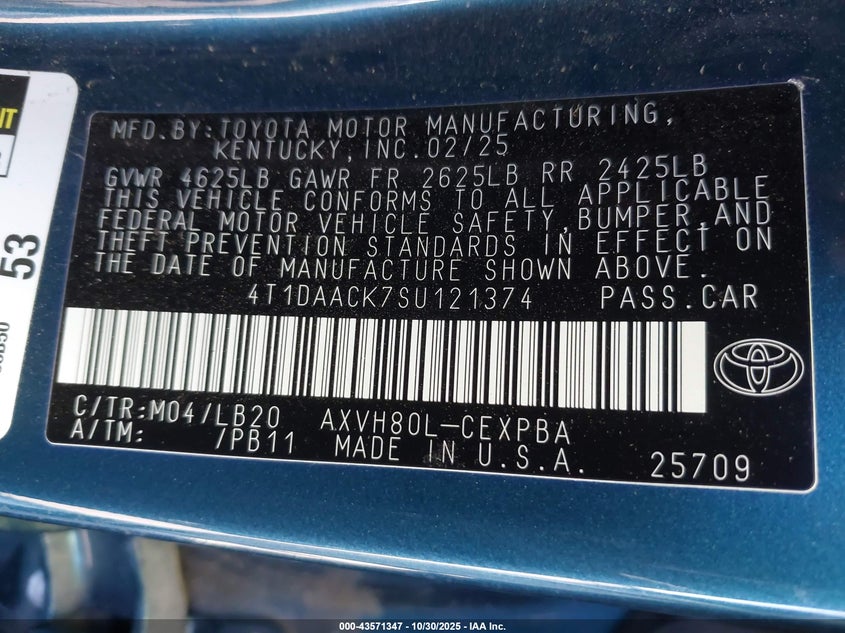 MFD. BY: TOYOTA MOTOR MANUFACTURING,
KENTUCKY, INC. 02/25
GVWR 4625LB GAWR FR 2625LB RR 2425LB
THIS VEHICLE CONFORMS TO ALL APPLICABLE
FEDERAL MOTOR VEHICLE SAFETY, BUMPER, AND
THEFT PREVENTION STANDARDS IN EFFECT ON
THE DATE OF MANUFACTURE SHOWN ABOVE.
4T1DAACK7SU121374 PASS.CAR
C/TR:M04/LB20 AXVH80L-CEXPBA
A/TM: /PB11 MADE IN U.S.A. 25709
53
000-43571347 - 10/30/2025 - IAA Inc.